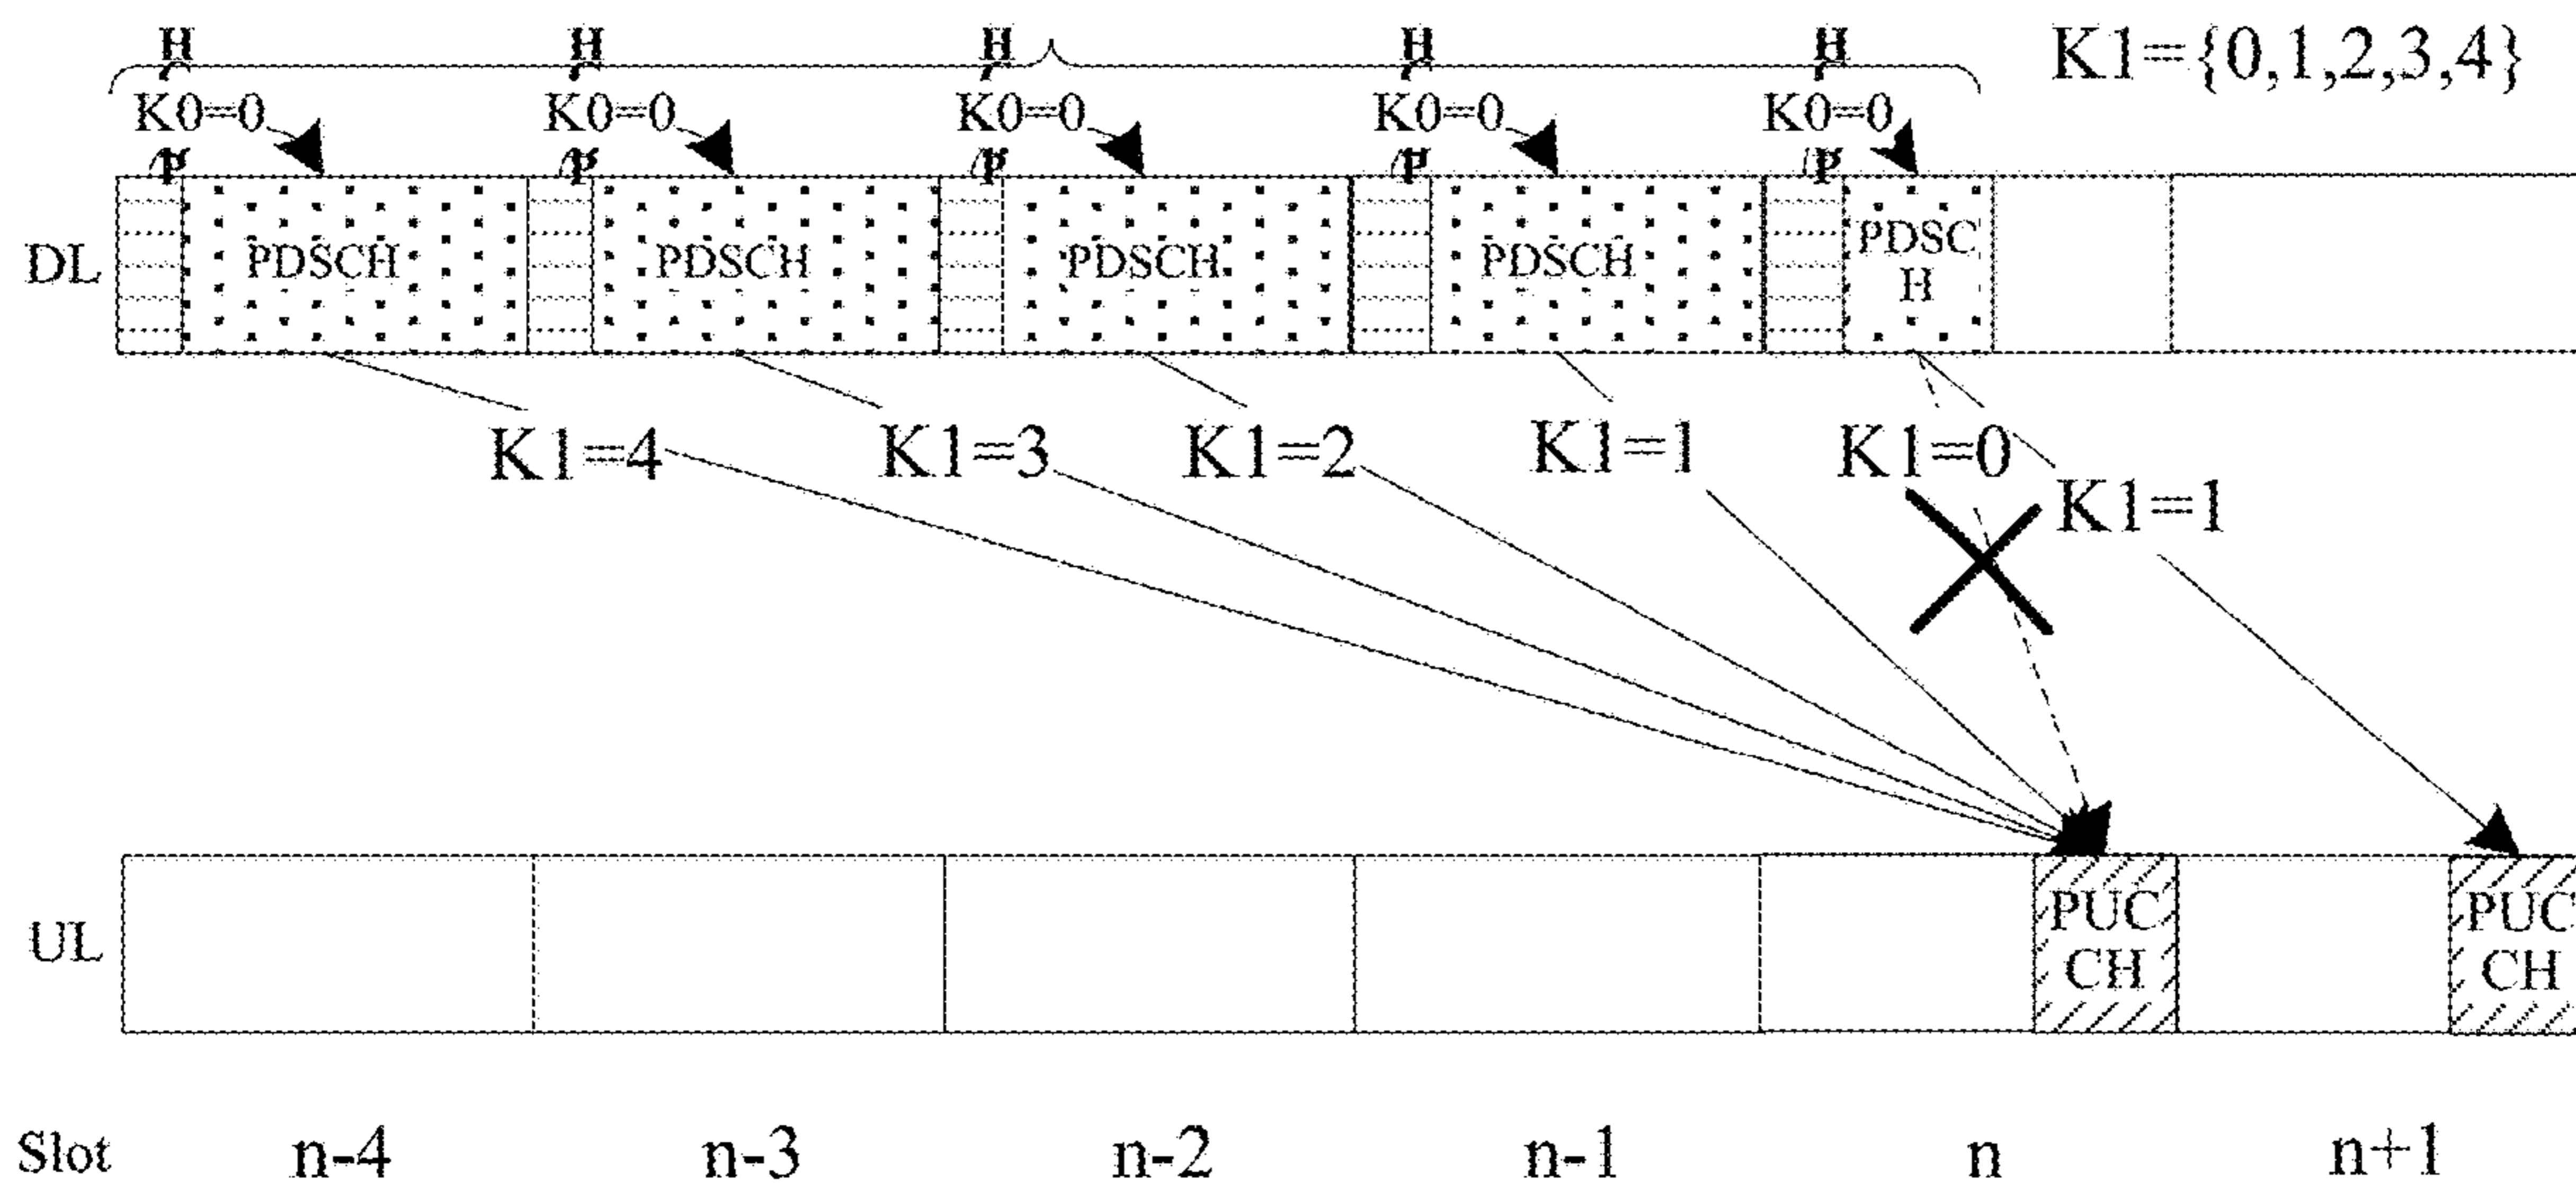 H H H H H K1={0,1,2,3,4}
K0=0 K0=0 K0=0 K0=0 K0=0
P P P P P
DL PDSCH PDSCH PDSCH PDSCH PDSC
H
K1=4 K1=3 K1=2 K1=1 K1=0
K1=1
UL PUC PUC
CH CH
Slot n-4 n-3 n-2 n-1 n n+1